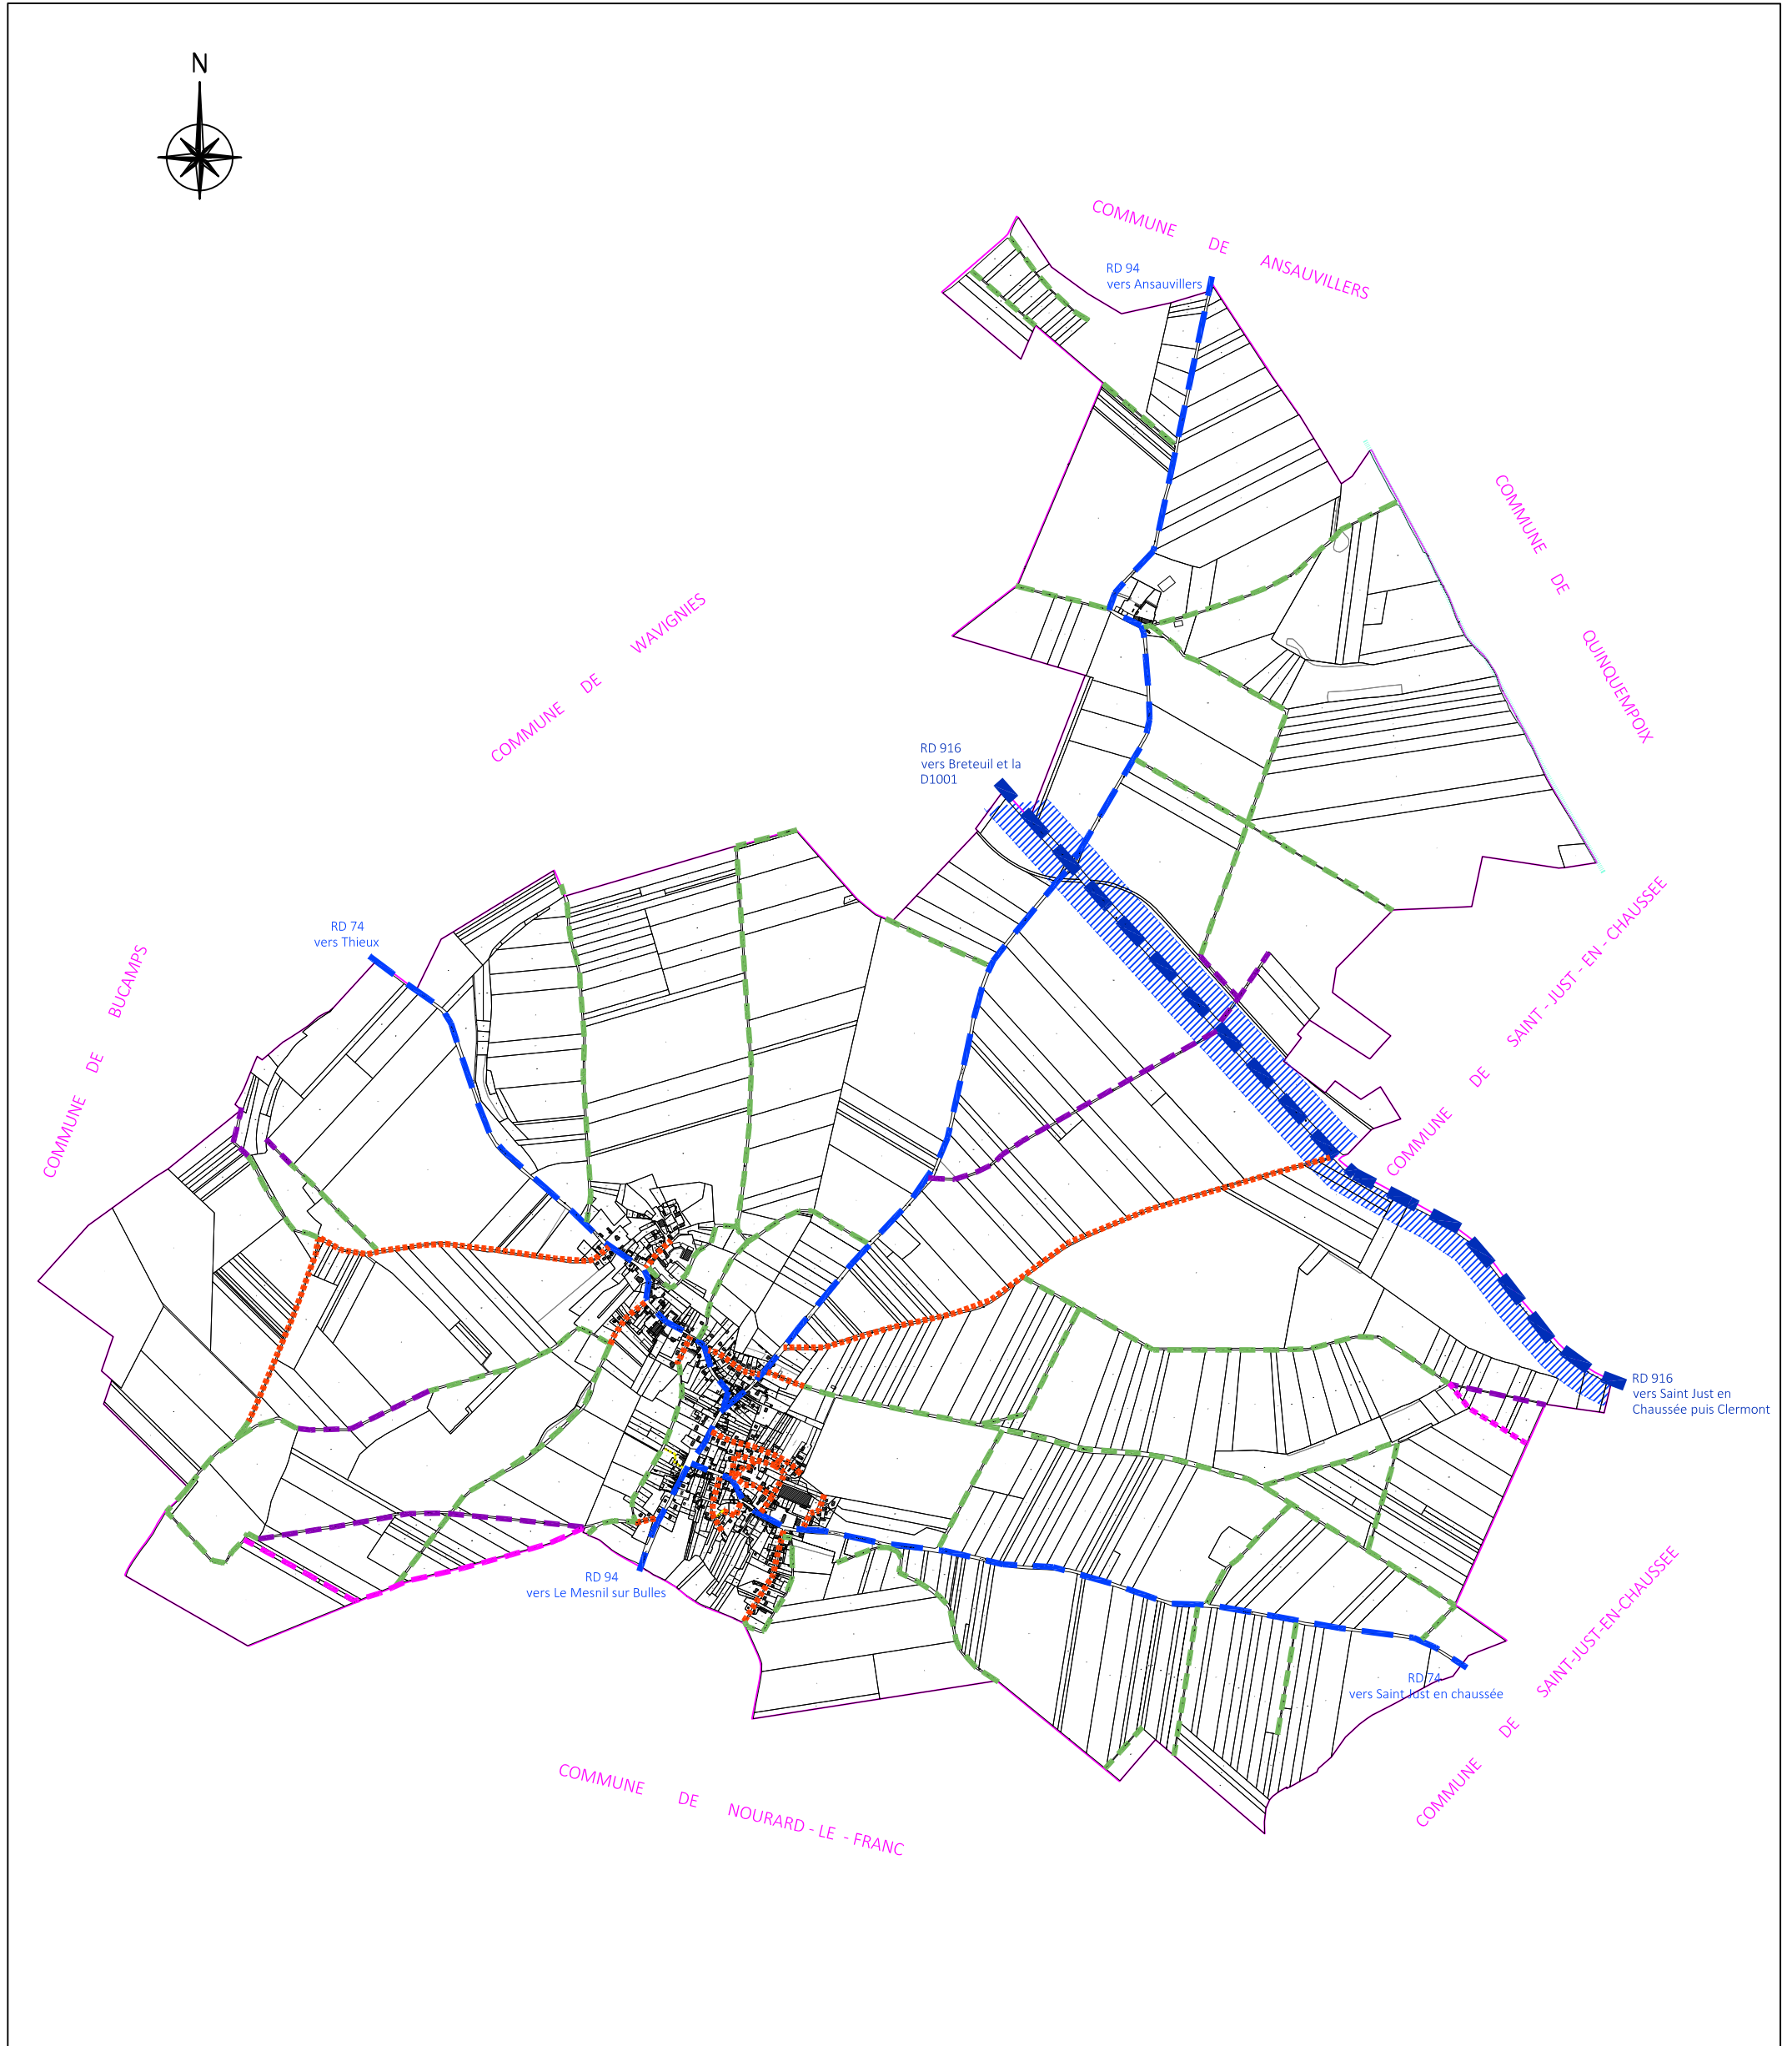 N
COMMUNE DE ANSAUVILLERS
RD 94
vers Ansauvillers
COMMUNE DE QUINQUEMPOIX
COMMUNE DE WAVIGNIES
RD 916
vers Breteuil et la
D1001
COMMUNE DE SAINT - JUST - EN - CHAUSSEE
RD 74
vers Thieux
COMMUNE DE BUCAMPS
RD 916
vers Saint Just en
Chaussée puis Clermont
RD 94
vers Le Mesnil sur Bulles
RD 74
vers Saint Just en chaussée
COMMUNE DE SAINT-JUST-EN-CHAUSSEE
COMMUNE DE NOURARD - LE - FRANC